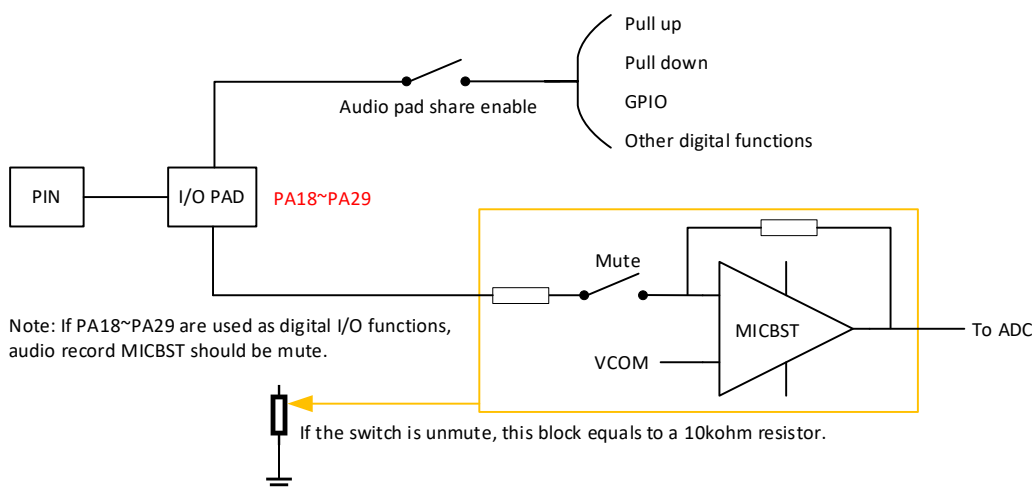 Pull up
Pull down
Audio pad share enable
GPIO
Other digital functions
PIN
I/O PAD
PA18~PA29
Mute
Note: If PA18~PA29 are used as digital I/O functions,
audio record MICBST should be mute.
MICBST
To ADC
VCOM
If the switch is unmute, this block equals to a 10kohm resistor.